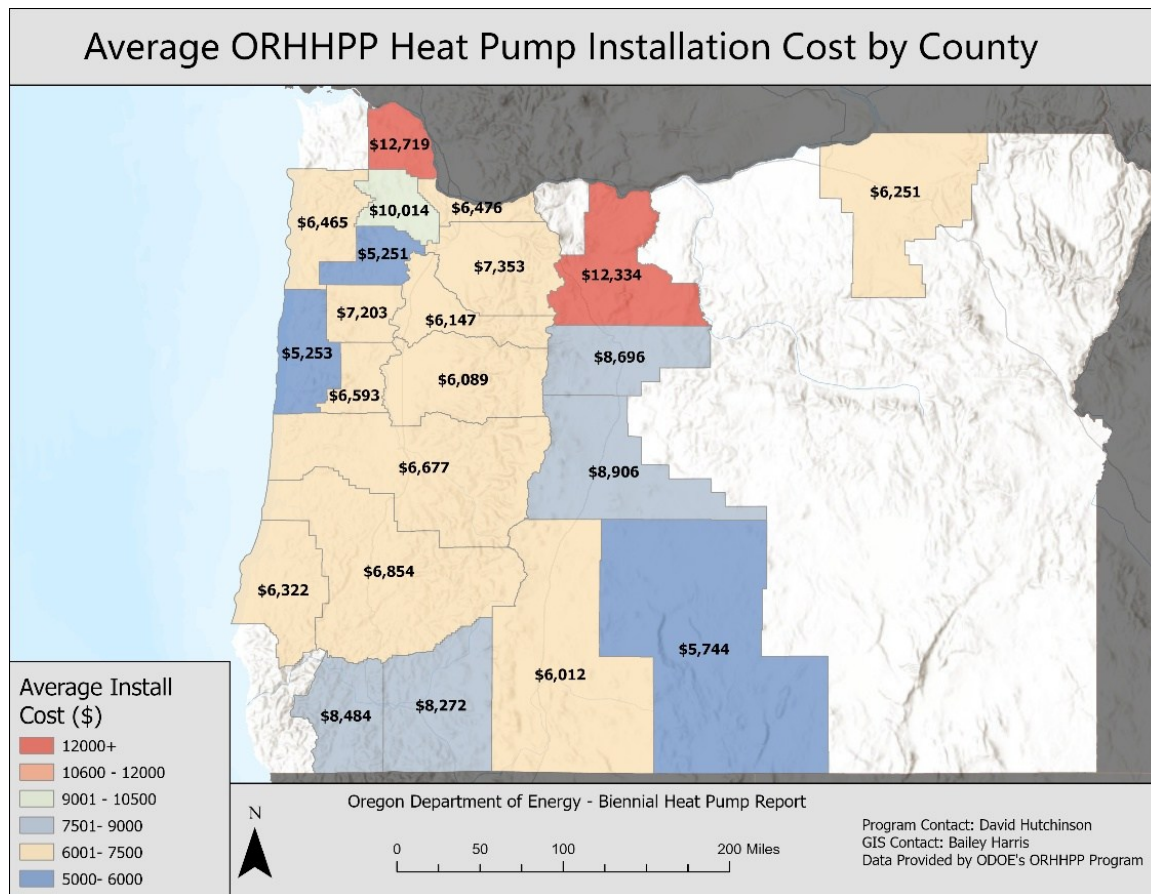 Average ORHHPP Heat Pump Installation Cost by County
$12,719
$10,014
$6,476
$6,465
$5,251
$7,353
$6,251
$12,334
$7,203
$6,147
$5,253
$8,696
$6,593
$6,089
$6,677
$8,906
$6,854
$6,322
$5,744
$6,012
$8,484
$8,272
Average Install
Cost ($)
12000+
10600 - 12000
9001 - 10500
7501- 9000
6001- 7500
5000- 6000
N
Oregon Department of Energy - Biennial Heat Pump Report
0 50 100 200 Miles
Program Contact: David Hutchinson
GIS Contact: Bailey Harris
Data Provided by ODOE's ORHHPP Program